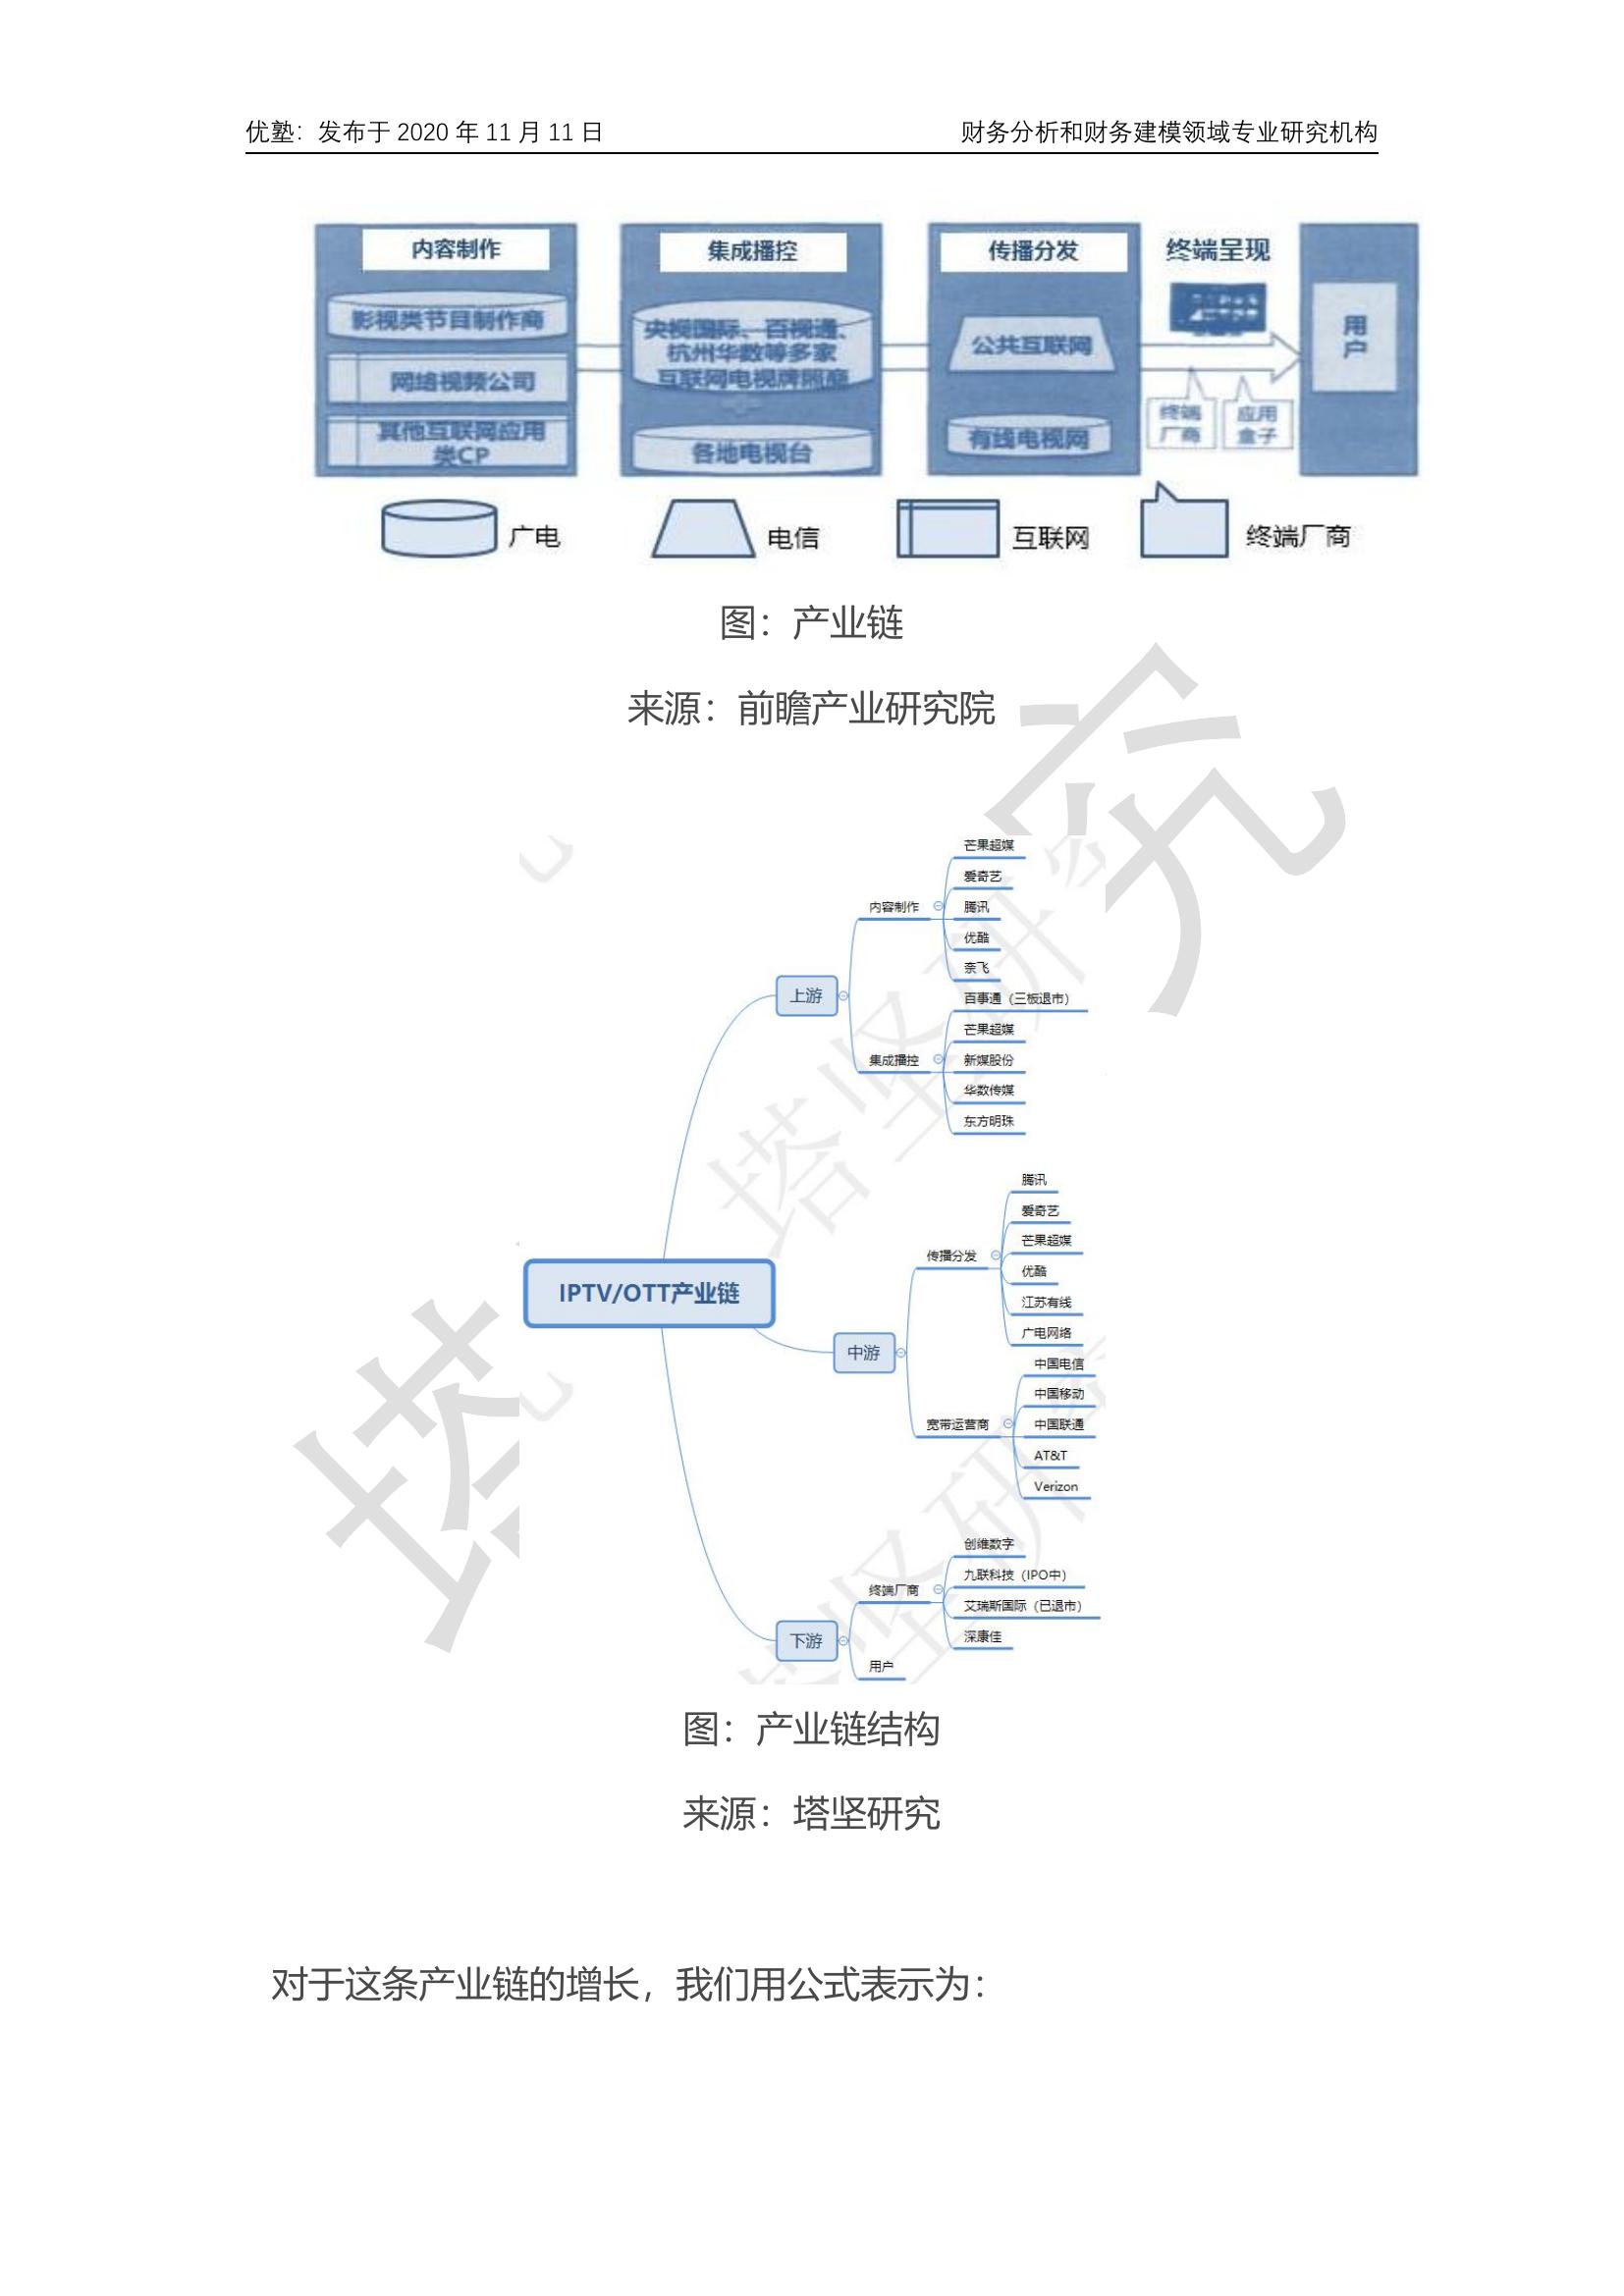 优塾：发布于 2020 年 11 月 11 日
财务分析和财务建模领域专业研究机构
内容制作
影视类节目制作商
网络视频公司
其他互联网应用
类CP
集成播控
央视国际、百视通、
杭州华数等多家
互联网电视牌照商
各地电视台
传播分发
公共互联网
有线电视网
终端呈现
终端
厂商
应用
盒子
用
户
广电
电信
互联网
终端厂商
图：产业链
来源：前瞻产业研究院
IPTV/OTT产业链
上游
内容制作
芒果超媒
爱奇艺
腾讯
优酷
奈飞
集成播控
百事通（三板退市）
芒果超媒
新媒股份
华数传媒
东方明珠
中游
传播分发
腾讯
爱奇艺
芒果超媒
优酷
江苏有线
广电网络
宽带运营商
中国电信
中国移动
中国联通
AT&T
Verizon
下游
终端厂商
创维数字
九联科技（IPO中）
艾瑞斯国际（已退市）
深康佳
用户
图：产业链结构
来源：塔坚研究
对于这条产业链的增长，我们用公式表示为：
塔坚研究